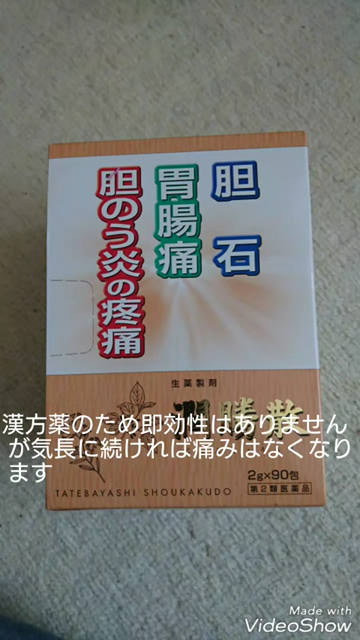 胆石
胃腸痛
胆のう炎の疼痛
生薬製剤
勝散
漢方薬のため即効性はありません
が気長に続ければ痛みはなくなり
ます
2g×90包
第2類医薬品
TATEBAYASHI SHOUKAKUDO
Made with
VideoShow